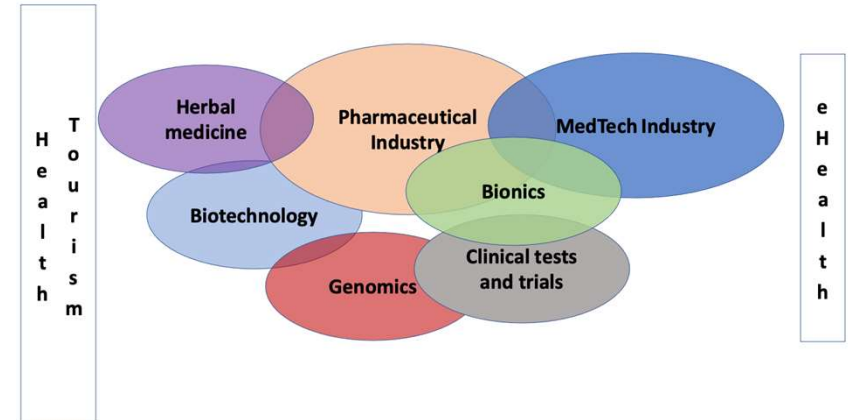 Health
Tourism
Herbal
medicine
Pharmaceutical
Industry
MedTech Industry
Bionics
Biotechnology
Clinical tests
and trials
Genomics
eHealth